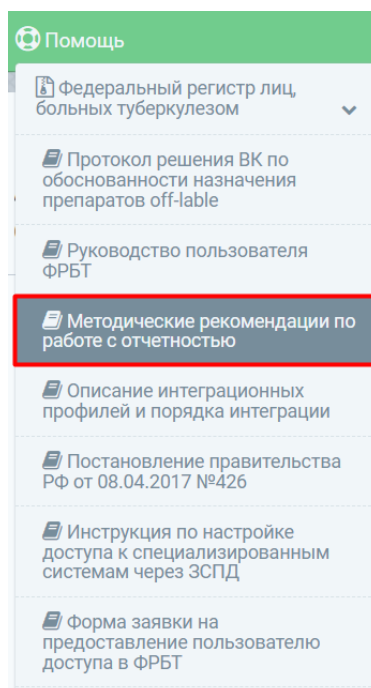 Помощь
Федеральный регистр лиц,
больных туберкулезом
Протокол решения ВК по
обоснованности назначения
препаратов off-lable
Руководство пользователя
ФРБТ
Методические рекомендации по
работе с отчетностью
Описание интеграционных
профилей и порядка интеграции
Постановление правительства
РФ от 08.04.2017 №426
Инструкция по настройке
доступа к специализированным
системам через ЗСПД
Форма заявки на
предоставление пользователю
доступа в ФРБТ